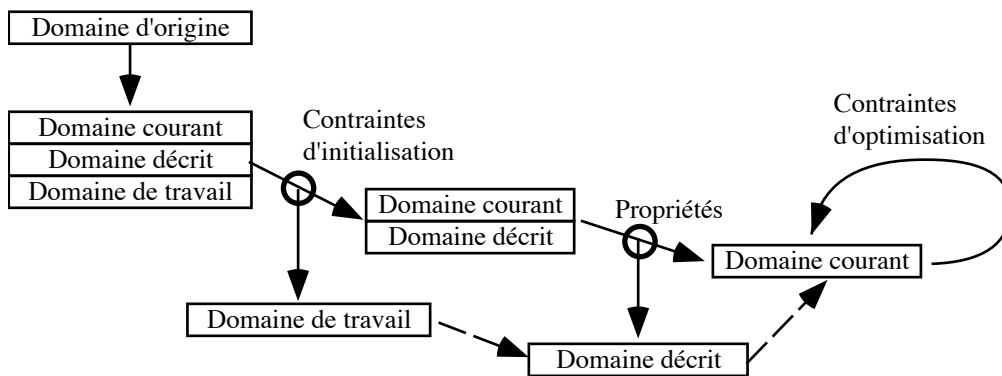 Domaine d'origine
Domaine courant
Domaine décrit
Domaine de travail
Contraintes
d'initialisation
Domaine courant
Domaine décrit
Propriétés
Contraintes
d'optimisation
Domaine courant
Domaine de travail
Domaine décrit